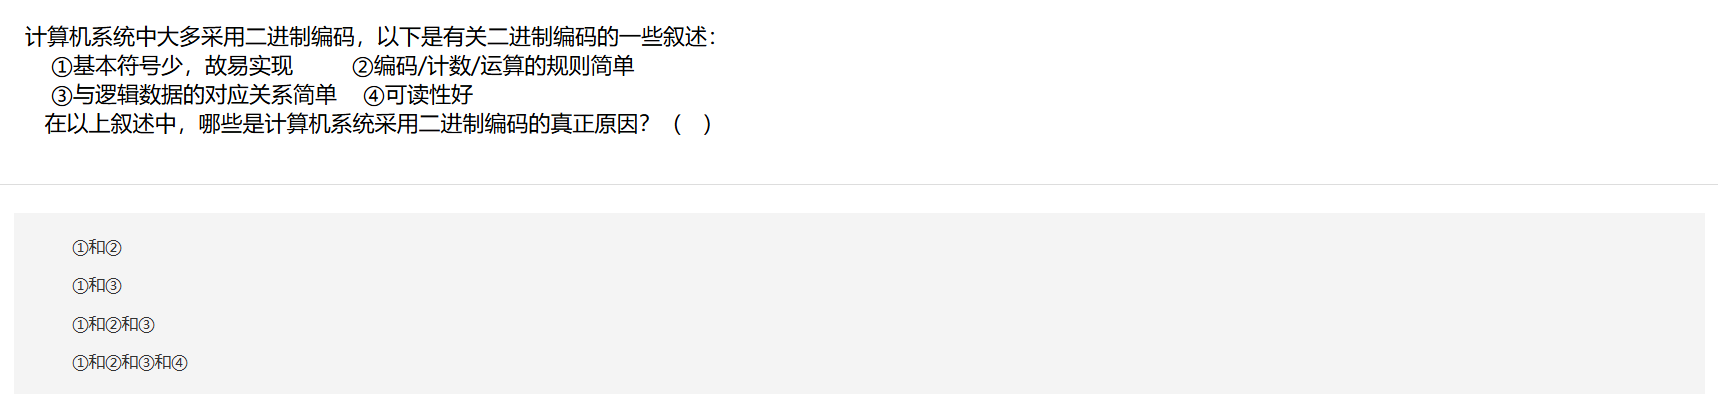 计算机系统中大多采用二进制编码，以下是有关二进制编码的一些叙述：
①基本符号少，故易实现 ②编码/计数/运算的规则简单
③与逻辑数据的对应关系简单 ④可读性好
在以上叙述中，哪些是计算机系统采用二进制编码的真正原因？（ ）
①和②
①和③
①和②和③
①和②和③和④